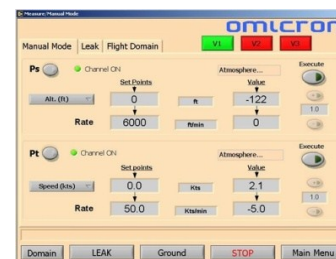 Measure/Manual Mode
omicron
Manual Mode Leak Flight Domain V1 V2 V3
Ps Channel ON Atmosphere... Execute
Set Points Value
Alt. (ft) 0 ft -122
1.0
Rate 6000 ft/min 0
Pt Channel ON Atmosphere... Execute
Set points Value
Speed (kts) 0.0 Kts 2.1
1.0
Rate 50.0 Kts/min -5.0
Domain LEAK Ground STOP Main Menu